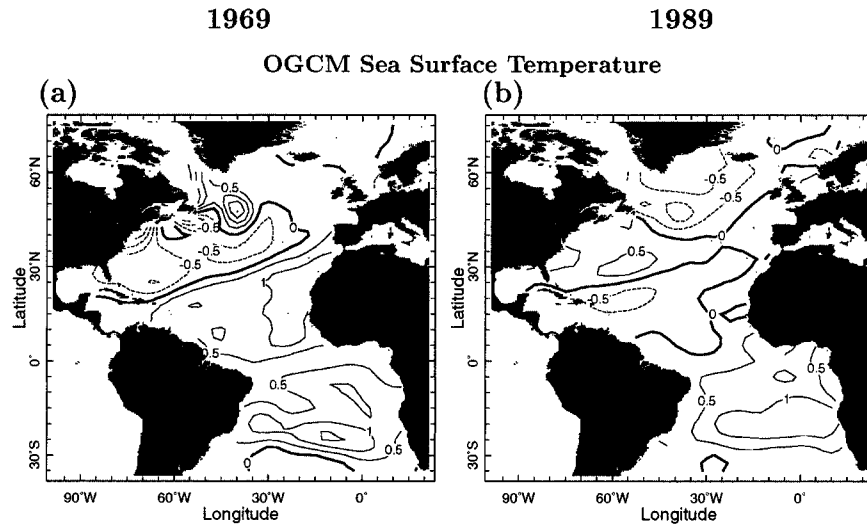 1969 1989
OGCM Sea Surface Temperature
(a) (b)
0.5 0 -0.5 -0.5 -0.5 1 0.5 0.5 1 0.5 0
0 -0.5 -0.5 0 0.5 -0.5 0 0.5 0.5 1
60°N 60°N
30°N 30°N
0° 0°
30°S 30°S
Latitude Latitude
90°W 60°W 30°W 0° 90°W 60°W 30°W 0°
Longitude Longitude